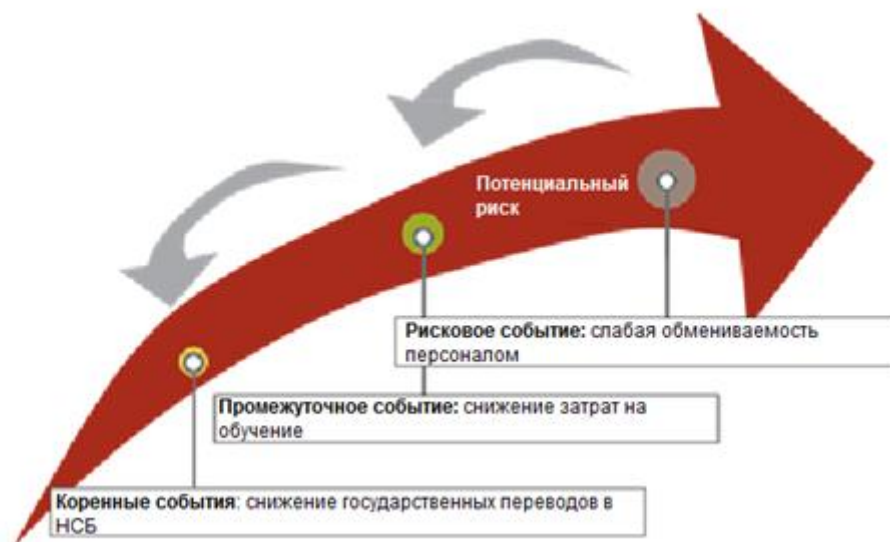 Потенциальный
риск
Рисковое событие: слабая обмениваемость
персоналом
Промежуточное событие: снижение затрат на
обучение
Коренные события: снижение государственных переводов в
НСБ